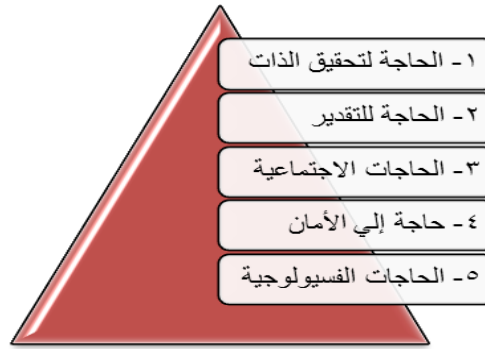 ١- الحاجة لتحقيق الذات
٢- الحاجة للتقدير
٣- الحاجات الاجتماعية
٤- حاجة إلي الأمان
٥- الحاجات الفسيولوجية